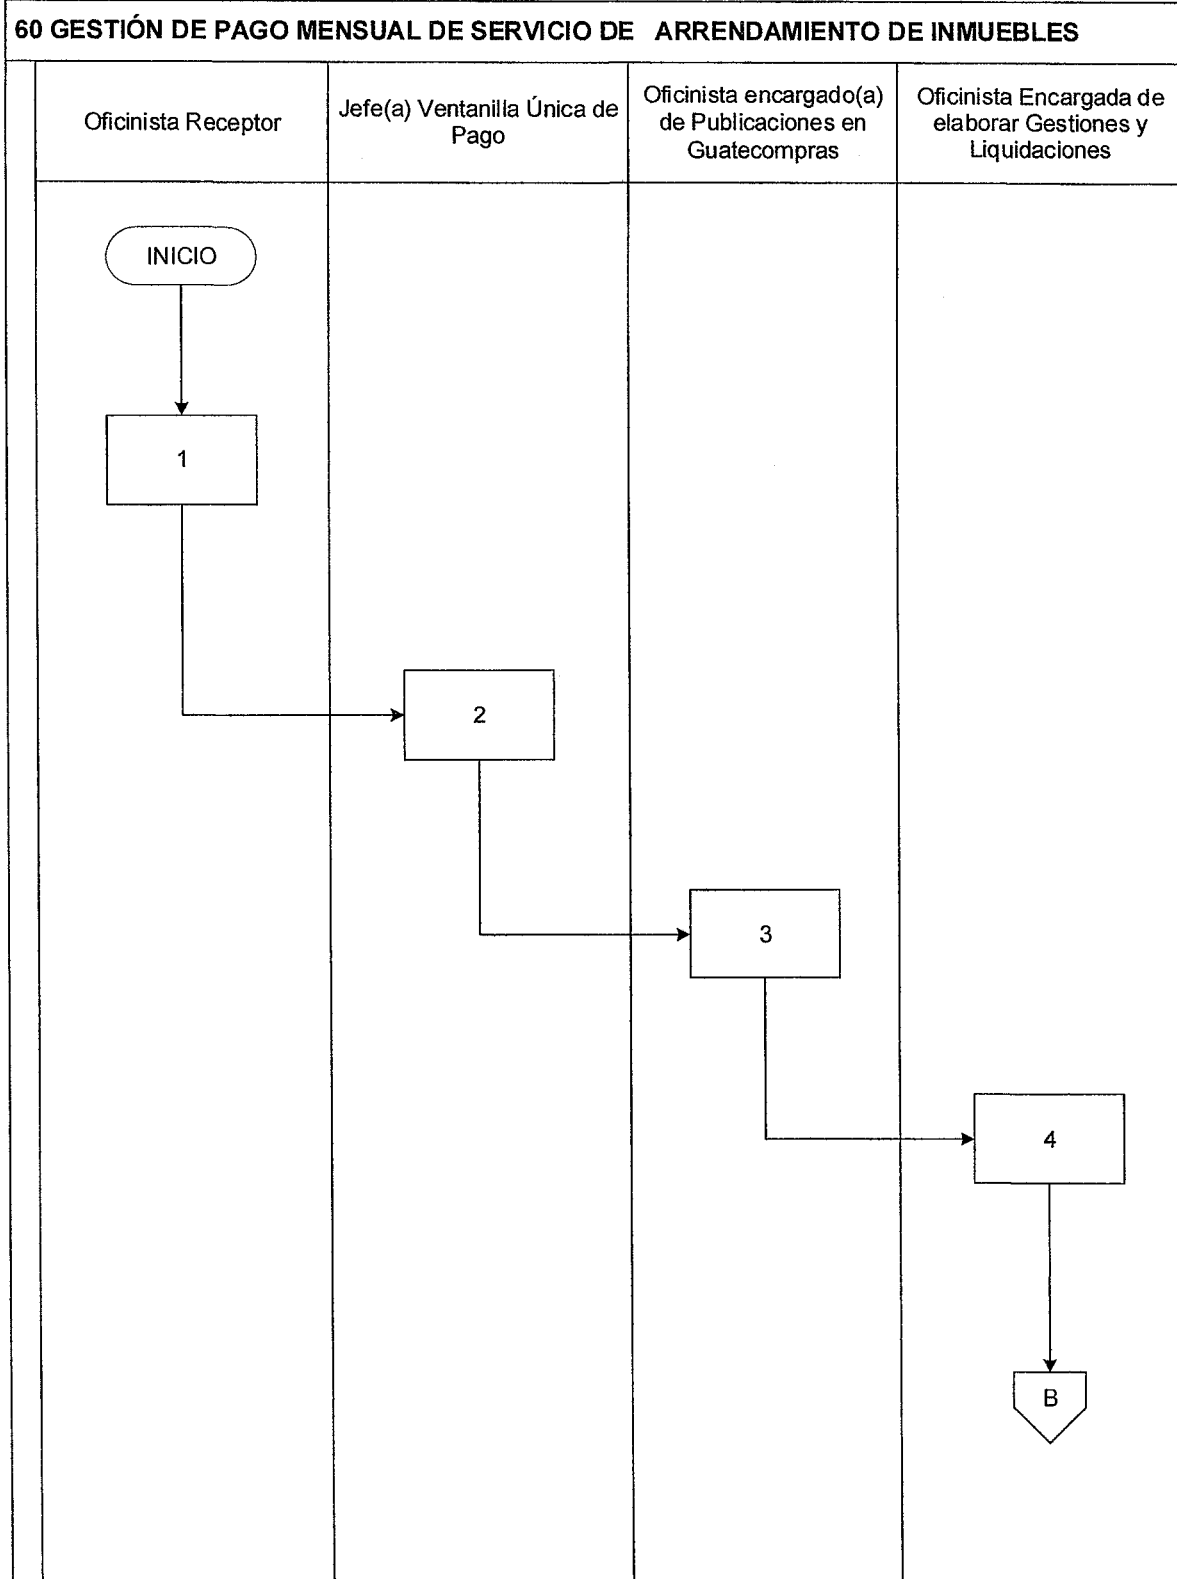 60 GESTIÓN DE PAGO MENSUAL DE SERVICIO DE ARRENDAMIENTO DE INMUEBLES
Oficinista Receptor
Jefe(a) Ventanilla Única de
Pago
Oficinista encargado(a)
de Publicaciones en
Guatecompras
Oficinista Encargada de
elaborar Gestiones y
Liquidaciones
INICIO
1
2
3
4
B